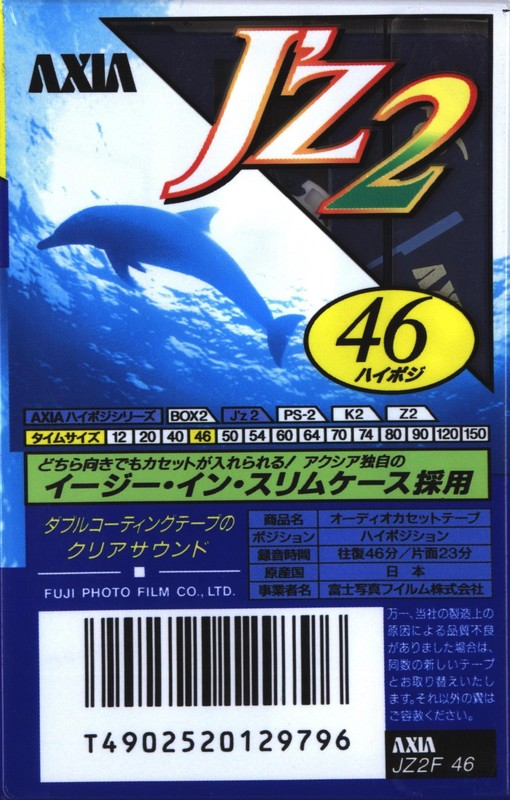 AXIA
J'z2
46
ハイポジ
AXIAハイポジシリーズ BOX2 J'z 2 PS-2 K2 Z2
タイムサイズ 12 20 40 46 50 54 60 64 70 74 80 90 120 150
どちら向きでもカセットが入れられる! アクシア独自の
イージー・イン・スリムケース採用
ダブルコーティングテープの
クリアサウンド
FUJI PHOTO FILM CO., LTD.
商品名 オーディオカセットテープ
ポジション ハイポジション
録音時間 往復46分/片面23分
原産国 日本
事業者名 富士写真フイルム株式会社
万一、当社の製造上の
原因による品質不良
がありました場合は、
同数の新しいテープ
とお取り替えいたし
ます。それ以外の責は
ご容赦ください。
T4902520129796
AXIA
JZ2F 46